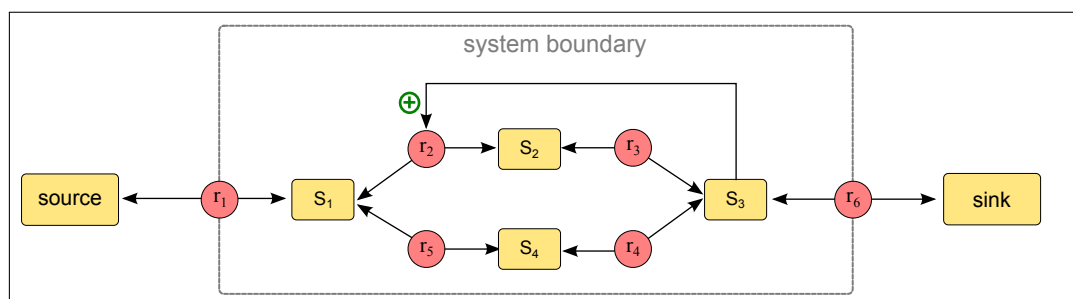 system boundary
r₂
S₂
r₃
source
r₁
S₁
S₃
r₆
sink
r₅
S₄
r₄